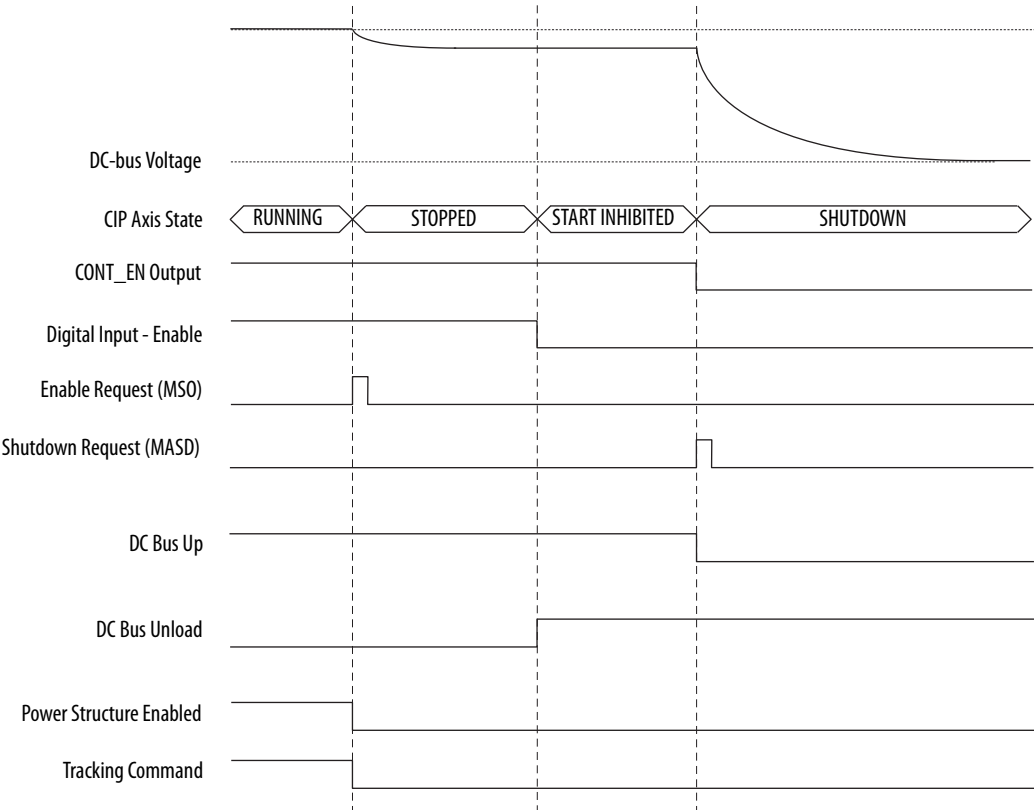 DC-bus Voltage
CIP Axis State
RUNNING
STOPPED
START INHIBITED
SHUTDOWN
CONT_EN Output
Digital Input - Enable
Enable Request (MSO)
Shutdown Request (MASD)
DC Bus Up
DC Bus Unload
Power Structure Enabled
Tracking Command